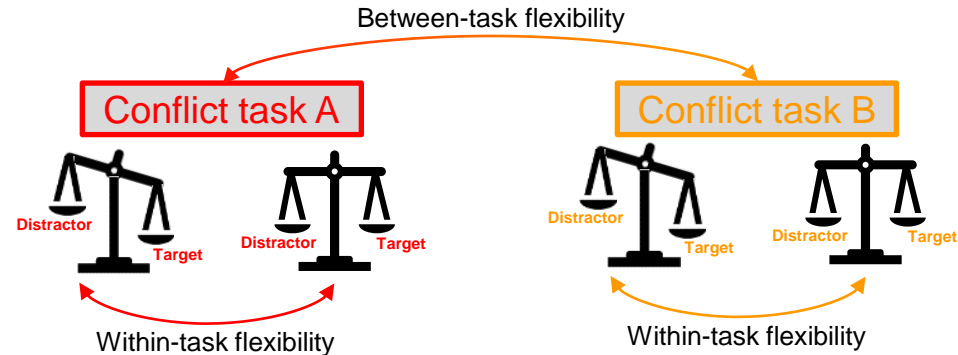 Between-task flexibility
Conflict task A
Conflict task B
Distractor
Target
Distractor
Target
Distractor
Target
Distractor
Target
Within-task flexibility
Within-task flexibility